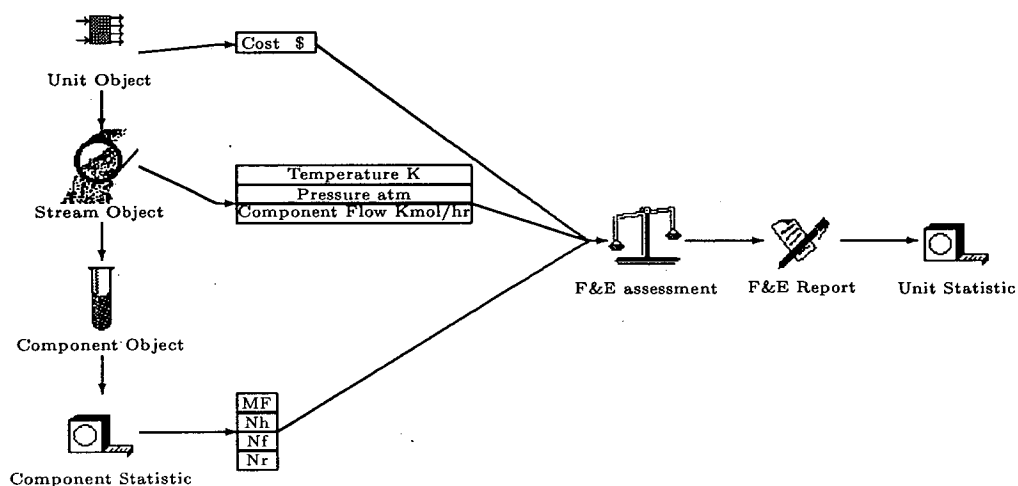 Cost $
Unit Object
Temperature K
Pressure atm
Component Flow Kmol/hr
Stream Object
F&E assessment
F&E Report
Unit Statistic
Component Object
MF
Nh
Nf
Nr
Component Statistic